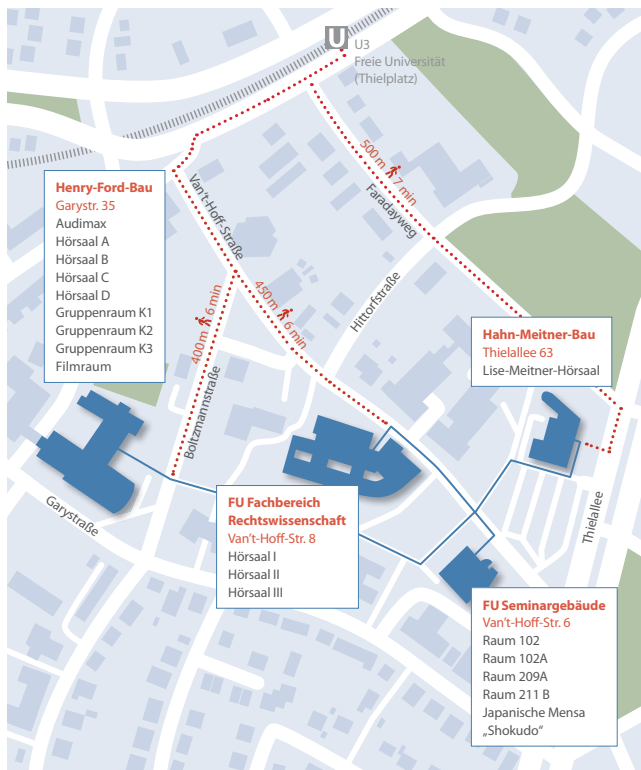 U
U3
Freie Universität
(Thielplatz)
500 m 7 min
Faradayweg
Van't-Hoff-Straße
Henry-Ford-Bau
Garystr. 35
Audimax
Hörsaal A
Hörsaal B
Hörsaal C
Hörsaal D
Gruppenraum K1
Gruppenraum K2
Gruppenraum K3
Filmraum
400 m 6 min
450 m 6 min
Hittorfstraße
Boltzmannstraße
Hahn-Meitner-Bau
Thielallee 63
Lise-Meitner-Hörsaal
Garystraße
FU Fachbereich
Rechtswissenschaft
Van't-Hoff-Str. 8
Hörsaal I
Hörsaal II
Hörsaal III
Thielallee
FU Seminargebäude
Van't-Hoff-Str. 6
Raum 102
Raum 102A
Raum 209A
Raum 211 B
Japanische Mensa
„Shokudo“